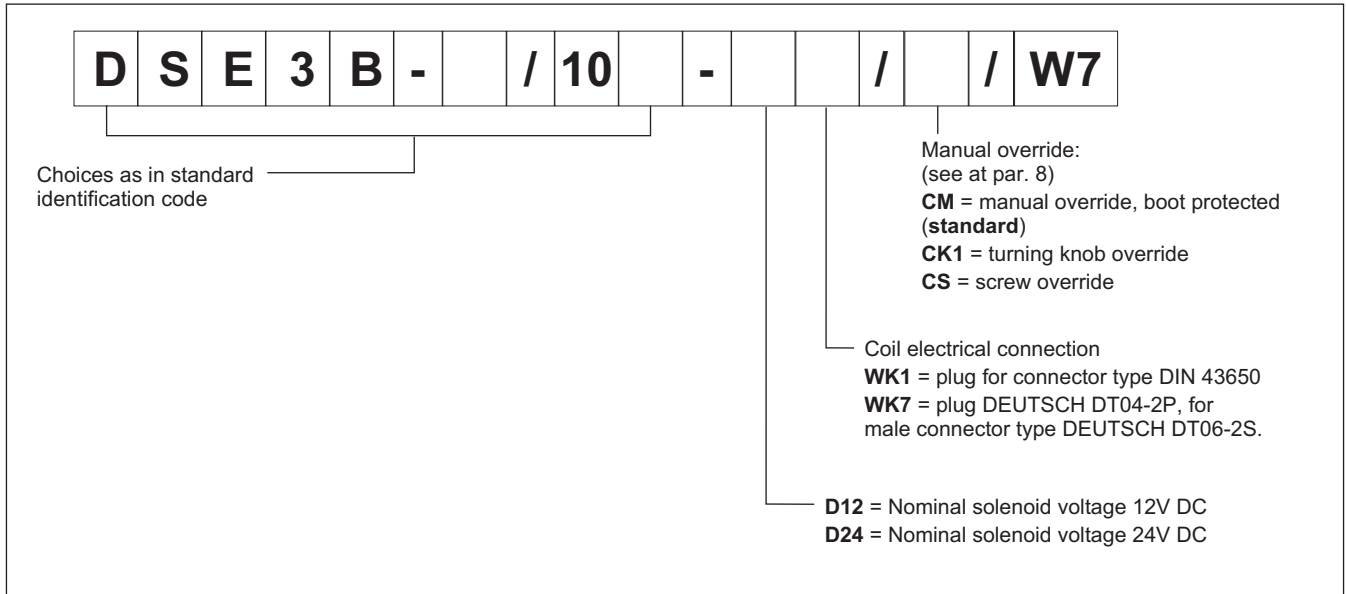 D S E 3 B - / 10 - / / W7
Choices as in standard
identification code
Manual override:
(see at par. 8)
CM = manual override, boot protected
(standard)
CK1 = turning knob override
CS = screw override
Coil electrical connection
WK1 = plug for connector type DIN 43650
WK7 = plug DEUTSCH DT04-2P, for
male connector type DEUTSCH DT06-2S.
D12 = Nominal solenoid voltage 12V DC
D24 = Nominal solenoid voltage 24V DC